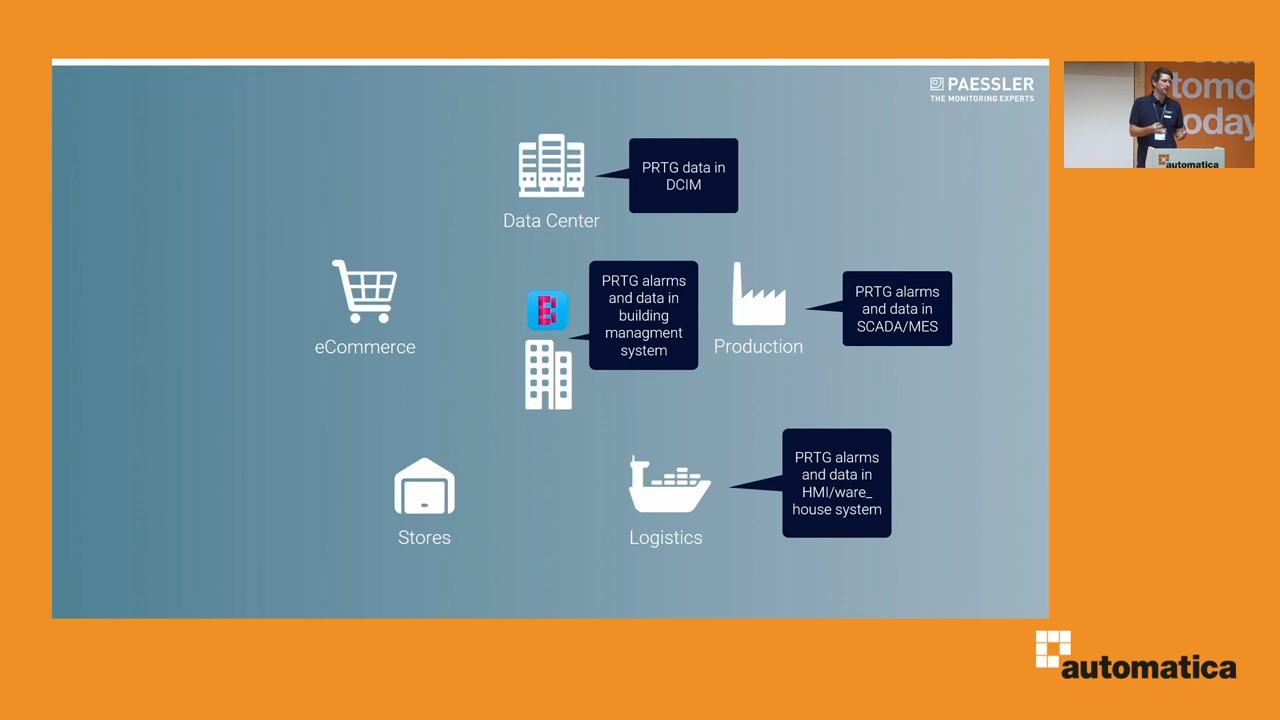 PAESSLER
THE MONITORING EXPERTS
PRTG data in
DCIM
Data Center
eCommerce
PRTG alarms
and data in
building
managment
system
Production
PRTG alarms
and data in
SCADA/MES
Stores
Logistics
PRTG alarms
and data in
HMI/ware_
house system
tomo
oday
automatica
automatica